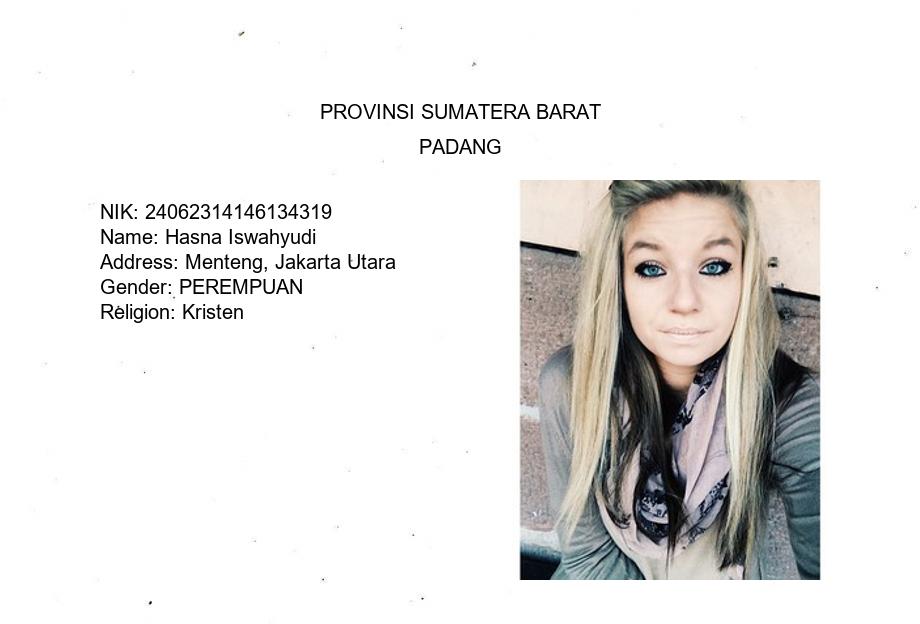 PROVINSI SUMATERA BARAT
PADANG
NIK: 24062314146134319
Name: Hasna Iswahyudi
Address: Menteng, Jakarta Utara
Gender: PEREMPUAN
Religion: Kristen